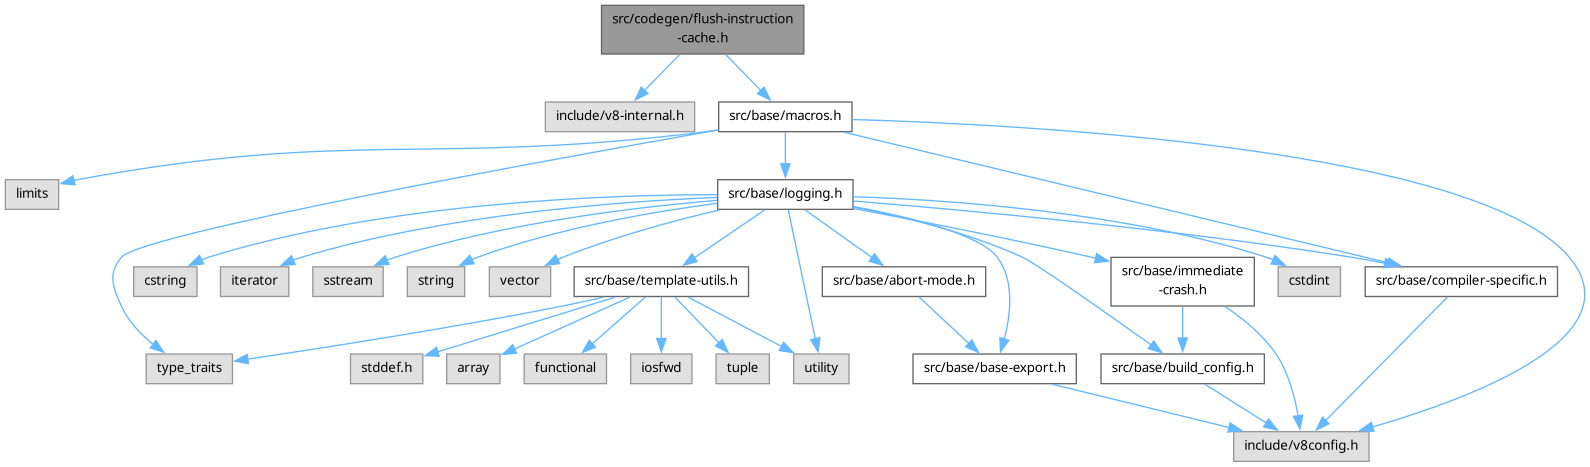 src/codegen/flush-instruction
-cache.h
include/v8-internal.h
src/base/macros.h
limits
src/base/logging.h
cstring
iterator
sstream
string
vector
src/base/template-utils.h
src/base/abort-mode.h
src/base/immediate
-crash.h
cstdint
src/base/compiler-specific.h
type_traits
stddef.h
array
functional
iosfwd
tuple
utility
src/base/base-export.h
src/base/build_config.h
include/v8config.h